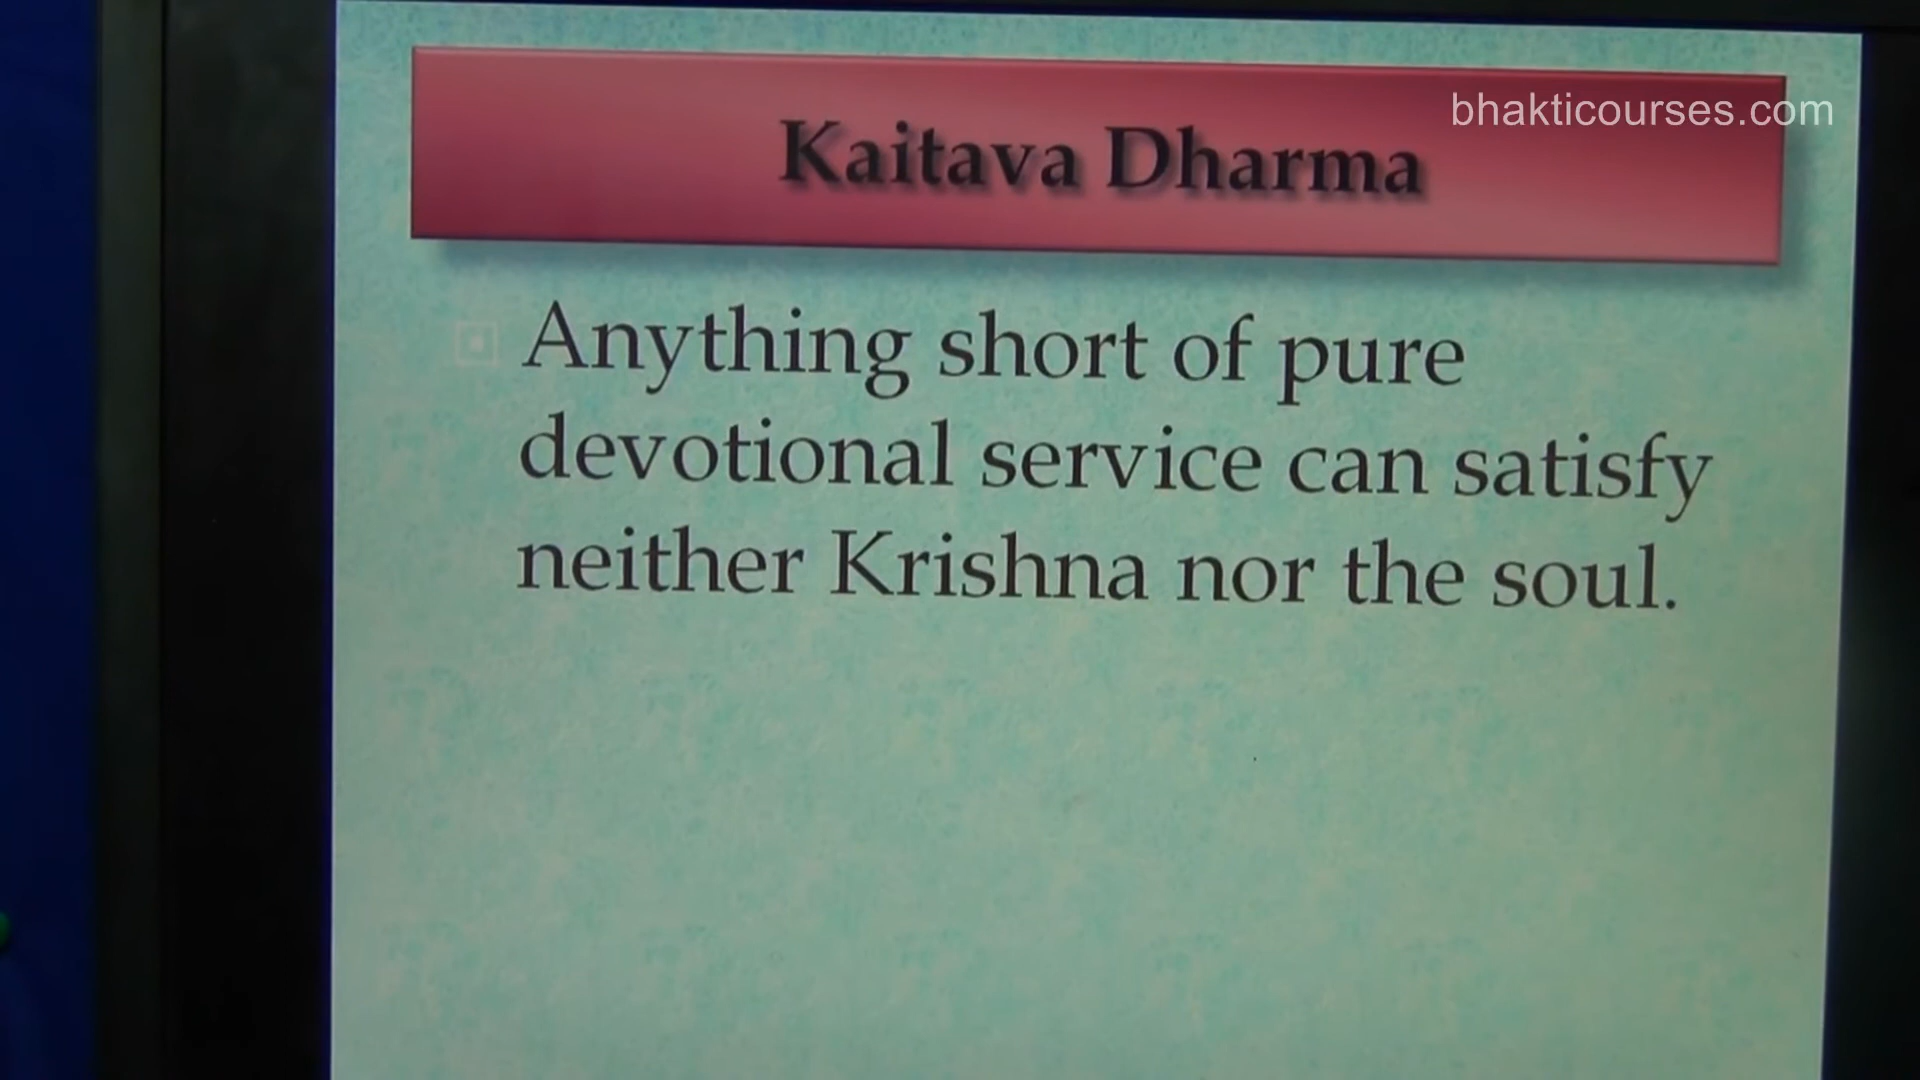 bhakticourses.com
Kaitava Dharma
Anything short of pure
devotional service can satisfy
neither Krishna nor the soul.